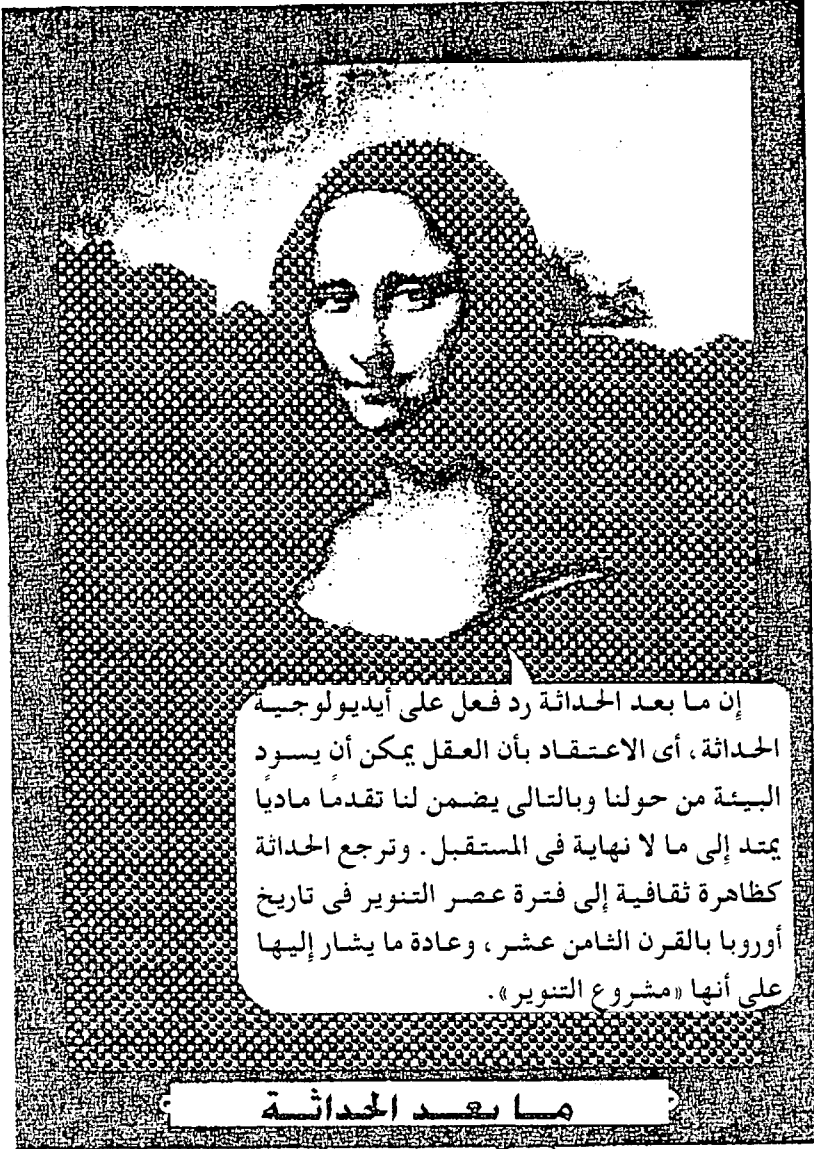 إن ما بعد الحداثة رد فعل على أيديولوجية
الحداثة، أى الاعتقاد بأن العقل يمكن أن يسود
البيئة من حولنا وبالتالى يضمن لنا تقدمًا ماديًا
يمتد إلى ما لا نهاية فى المستقبل. وترجع الحداثة
كظاهرة ثقافية إلى فترة عصر التنوير فى تاريخ
أوروبا بالقرن الثامن عشر، وعادة ما يشار إليها
على أنها «مشروع التنوير».
ما بعد الحداثة